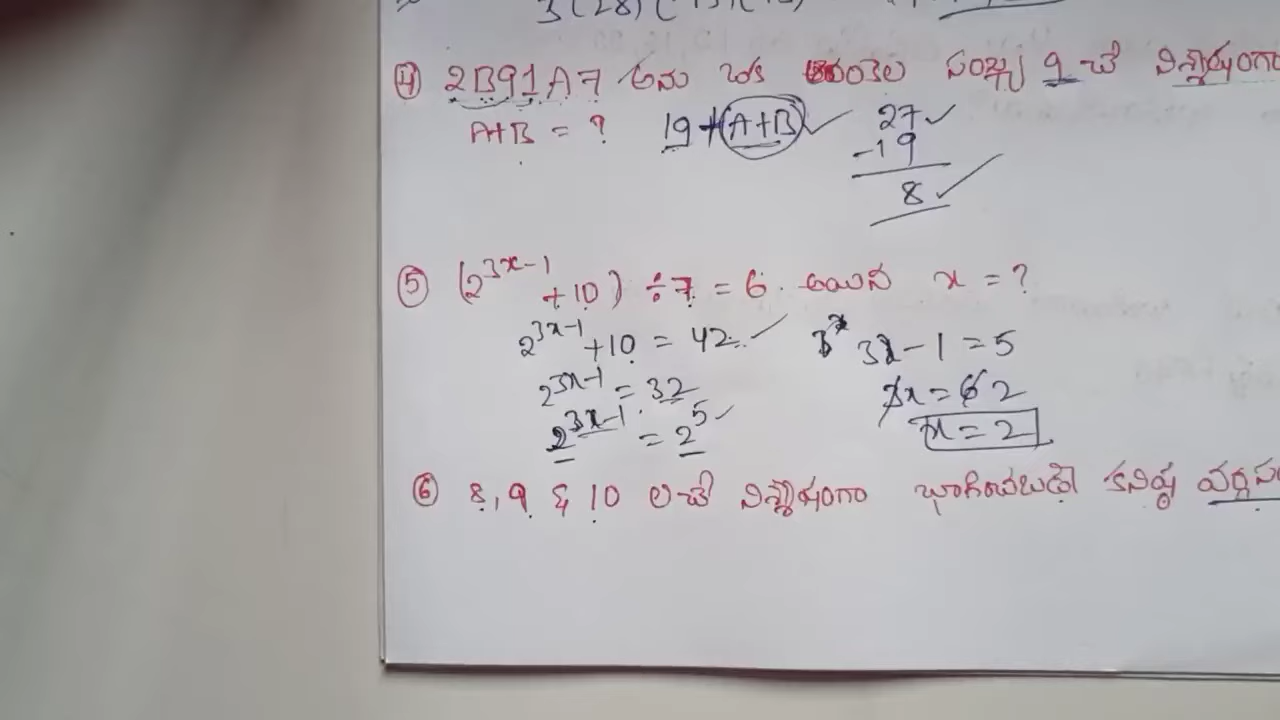 ④ 2B91A7 అను ఒక అంకెల సంఖ్య 9 చే నిశ్శేషంగా
A+B = ? 19+(A+B) 27
-19
8
⑤ (2^{3x-1} + 10) ÷ 7 = 6. అయిన x = ?
2^{3x-1} + 10 = 42 3x - 1 = 5
2^{3x-1} = 32 3x = 6 2
2^{3x-1} = 2^5 x = 2
⑥ 8, 9 & 10 లచే నిశ్శేషంగా భాగించబడే కనిష్ఠ